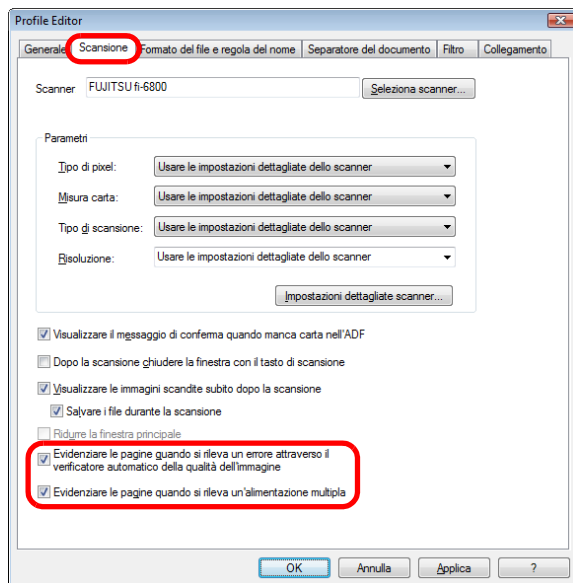 Profile Editor
Generale Scansione Formato del file e regola del nome Separatore del documento Filtro Collegamento
Scanner FUJITSU fi-6800 Seleziona scanner...
Parametri
Tipo di pixel: Usare le impostazioni dettagliate dello scanner
Misura carta: Usare le impostazioni dettagliate dello scanner
Tipo di scansione: Usare le impostazioni dettagliate dello scanner
Risoluzione: Usare le impostazioni dettagliate dello scanner
Impostazioni dettagliate scanner...
Visualizzare il messaggio di conferma quando manca carta nell'ADF
Dopo la scansione chiudere la finestra con il tasto di scansione
Visualizzare le immagini scandite subito dopo la scansione
Salvare i file durante la scansione
Ridurre la finestra principale
Evidenziare le pagine quando si rileva un errore attraverso il
verificatore automatico della qualità dell'immagine
Evidenziare le pagine quando si rileva un'alimentazione multipla
OK Annulla Applica ?